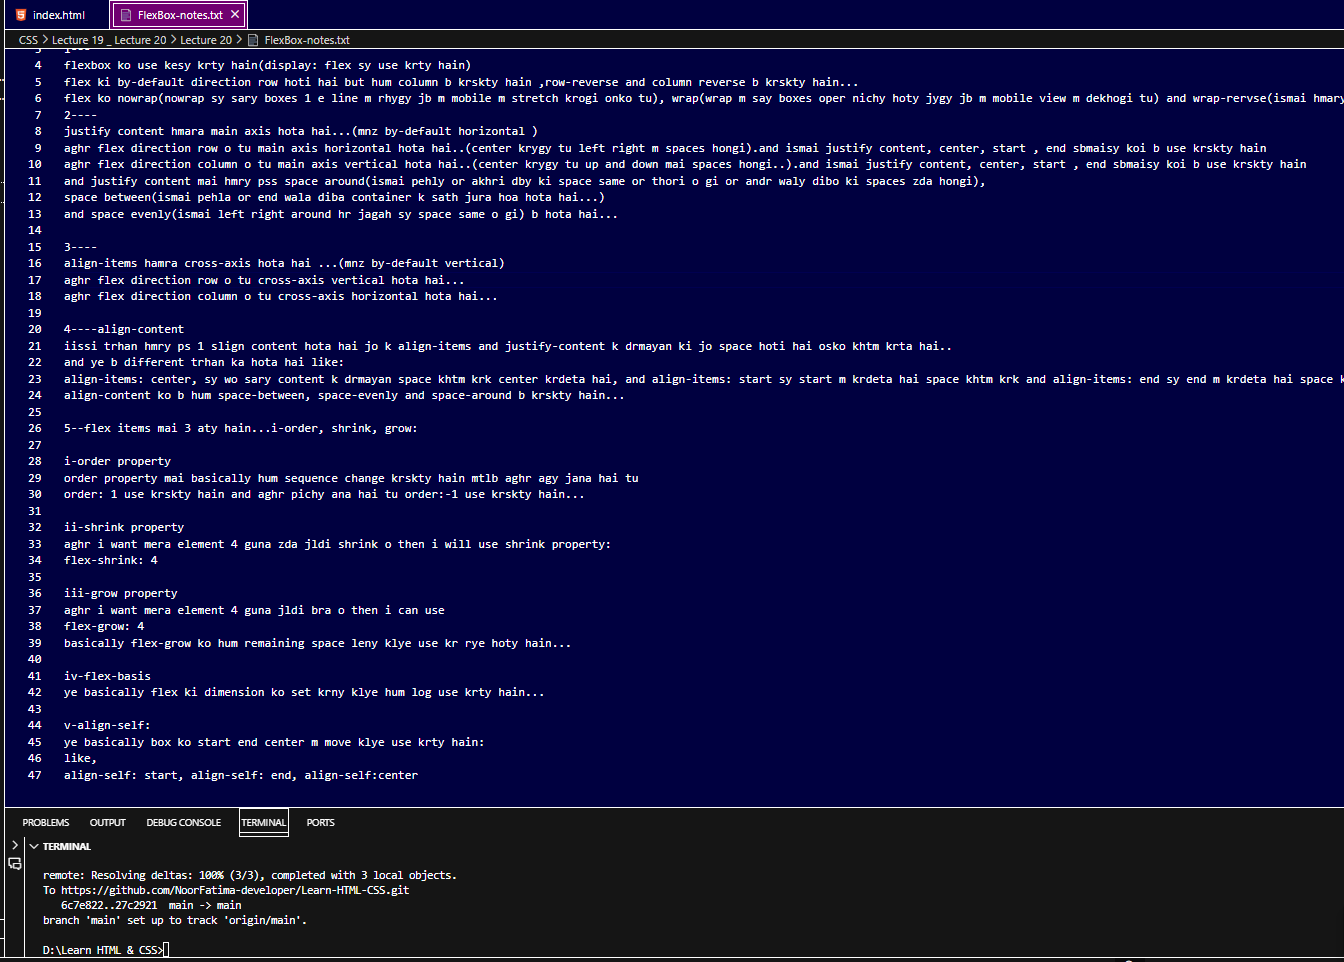 index.html
FlexBox-notes.txt
CSS > Lecture 19 _ Lecture 20 > Lecture 20 > FlexBox-notes.txt
4 flexbox ko use kesy krty hain(display: flex sy use krty hain)
5 flex ki by-default direction row hoti hai but hum column b krskty hain ,row-reverse and column reverse b krskty hain...
6 flex ko nowrap(nowrap sy sary boxes 1 e line m rhygy jb m mobile m stretch krogi onko tu), wrap(wrap m say boxes oper nichy hoty jygy jb m mobile view m dekhogi tu) and wrap-rervse(ismai hmary
7 2----
8 justify content hmara main axis hota hai...(mnz by-default horizontal )
9 aghr flex direction row o tu main axis horizontal hota hai..(center krygy tu left right m spaces hongi).and ismai justify content, center, start , end sbmaisy koi b use krskty hain
10 aghr flex direction column o tu main axis vertical hota hai..(center krygy tu up and down mai spaces hongi..).and ismai justify content, center, start , end sbmaisy koi b use krskty hain
11 and justify content mai hmry pss space around(ismai pehly or akhri dby ki space same or thori o gi or andr waly dibo ki spaces zda hongi),
12 space between(ismai pehla or end wala diba container k sath jura hoa hota hai...)
13 and space evenly(ismai left right around hr jagah sy space same o gi) b hota hai...
14
15 3----
16 align-items hamra cross-axis hota hai ...(mnz by-default vertical)
17 aghr flex direction row o tu cross-axis vertical hota hai...
18 aghr flex direction column o tu cross-axis horizontal hota hai...
19
20 4----align-content
21 iissi trhan hmry ps 1 slign content hota hai jo k align-items and justify-content k drmayan ki jo space hoti hai osko khtm krta hai..
22 and ye b different trhan ka hota hai like:
23 align-items: center, sy wo sary content k drmayan space khtm krk center krdeta hai, and align-items: start sy start m krdeta hai space khtm krk and align-items: end sy end m krdeta hai space k
24 align-content ko b hum space-between, space-evenly and space-around b krskty hain...
25
26 5--flex items mai 3 aty hain...i-order, shrink, grow:
27
28 i-order property
29 order property mai basically hum sequence change krskty hain mtlb aghr agy jana hai tu
30 order: 1 use krskty hain and aghr pichy ana hai tu order:-1 use krskty hain...
31
32 ii-shrink property
33 aghr i want mera element 4 guna zda jldi shrink o then i will use shrink property:
34 flex-shrink: 4
35
36 iii-grow property
37 aghr i want mera element 4 guna jldi bra o then i can use
38 flex-grow: 4
39 basically flex-grow ko hum remaining space leny klye use kr rye hoty hain...
40
41 iv-flex-basis
42 ye basically flex ki dimension ko set krny klye hum log use krty hain...
43
44 v-align-self:
45 ye basically box ko start end center m move klye use krty hain:
46 like,
47 align-self: start, align-self: end, align-self:center
PROBLEMS OUTPUT DEBUG CONSOLE TERMINAL PORTS
TERMINAL
remote: Resolving deltas: 100% (3/3), completed with 3 local objects.
To https://github.com/NoorFatima-developer/Learn-HTML-CSS.git
6c7e822..27c2921 main -> main
branch 'main' set up to track 'origin/main'.
D:\Learn HTML & CSS>